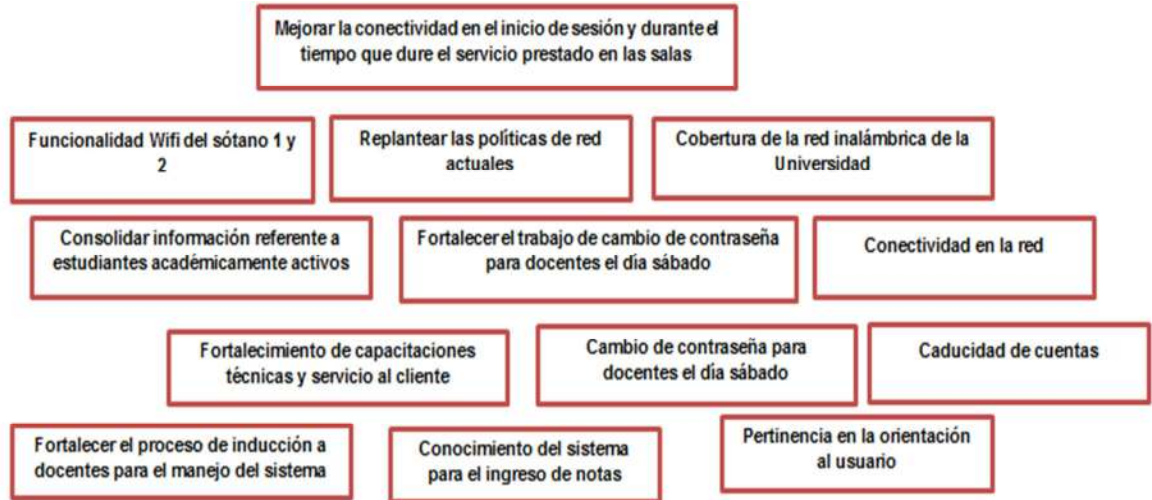 Mejorar la conectividad en el inicio de sesión y durante el
tiempo que dure el servicio prestado en las salas
Funcionalidad Wifi del sótano 1 y
2
Replantear las políticas de red
actuales
Cobertura de la red inalámbrica de la
Universidad
Consolidar información referente a
estudiantes académicamente activos
Fortalecer el trabajo de cambio de contraseña
para docentes el día sábado
Conectividad en la red
Fortalecimiento de capacitaciones
técnicas y servicio al cliente
Cambio de contraseña para
docentes el día sábado
Caducidad de cuentas
Fortalecer el proceso de inducción a
docentes para el manejo del sistema
Conocimiento del sistema
para el ingreso de notas
Pertinencia en la orientación
al usuario